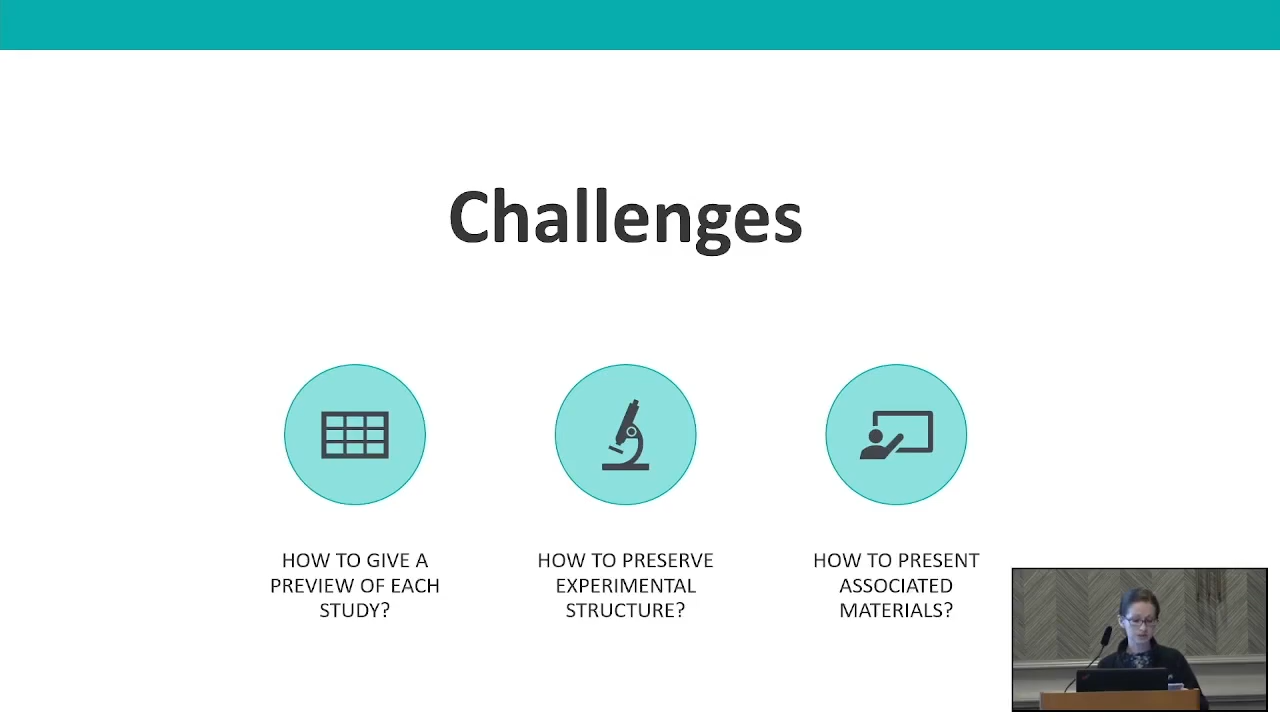 Challenges
HOW TO GIVE A
PREVIEW OF EACH
STUDY?
HOW TO PRESERVE
EXPERIMENTAL
STRUCTURE?
HOW TO PRESENT
ASSOCIATED
MATERIALS?